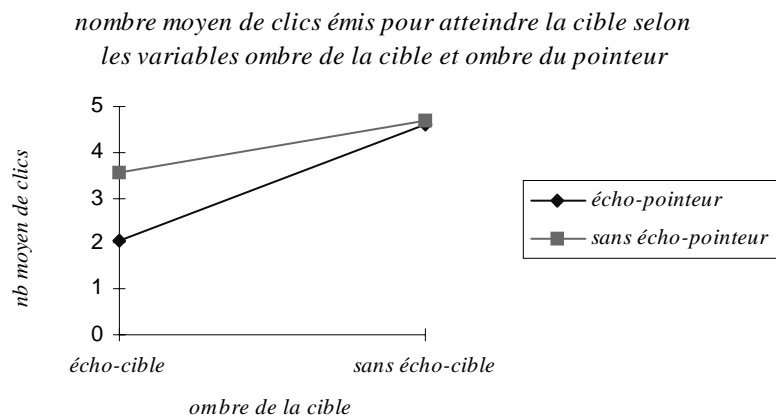 nombre moyen de clics émis pour atteindre la cible selon
les variables ombre de la cible et ombre du pointeur
nb moyen de clics
5
4
3
2
1
0
écho-cible
sans écho-cible
ombre de la cible
écho-pointeur
sans écho-pointeur